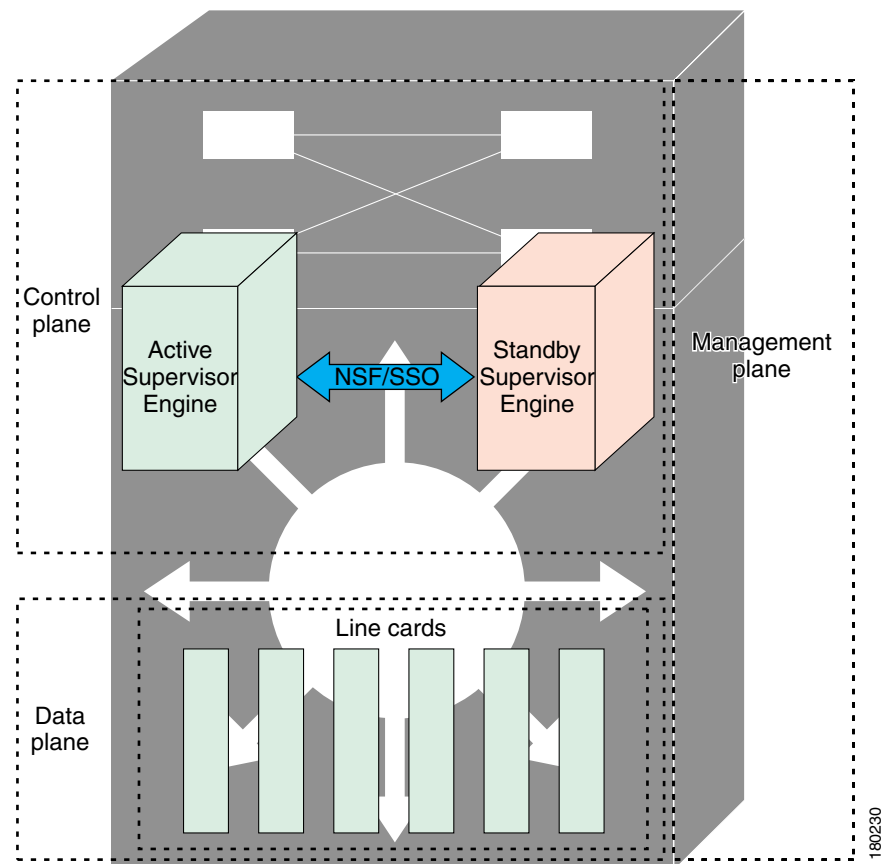 Control
plane
Active
Supervisor
Engine
NSF/SSO
Standby
Supervisor
Engine
Management
plane
Line cards
Data
plane
180230